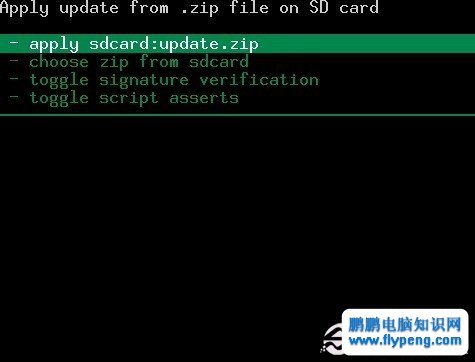 Apply update from .zip file on SD card
- apply sdcard:update.zip
- choose zip from sdcard
- toggle signature verification
- toggle script asserts
鹏鹏电脑知识网
www.flypeng.com